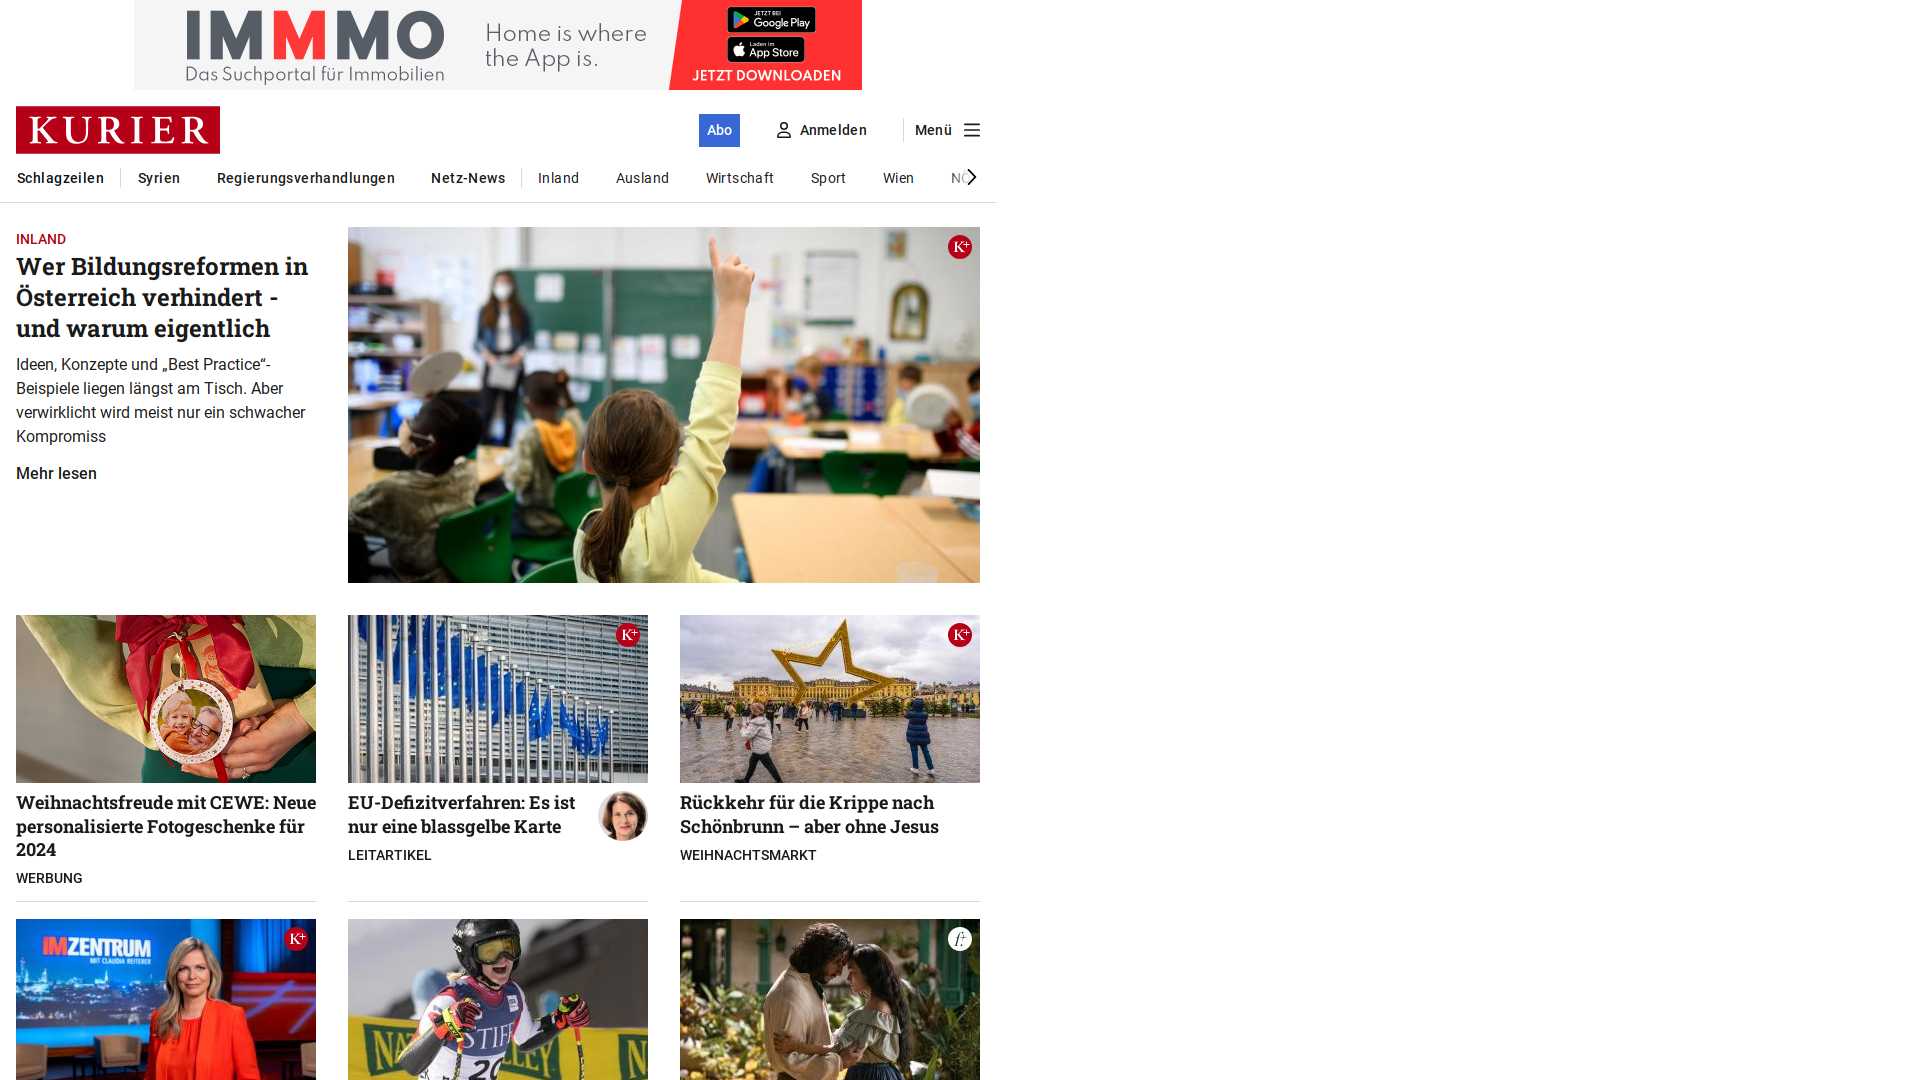 IMMMO
Das Suchportal für Immobilien
Home is where
the App is.
JETZT BEI
Google Play
Laden im
App Store
JETZT DOWNLOADEN
KURIER
Abo
Anmelden
Menü
Schlagzeilen
Syrien
Regierungsverhandlungen
Netz-News
Inland
Ausland
Wirtschaft
Sport
Wien
NÖ
INLAND
Wer Bildungsreformen in
Österreich verhindert -
und warum eigentlich
Ideen, Konzepte und „Best Practice“-
Beispiele liegen längst am Tisch. Aber
verwirklicht wird meist nur ein schwacher
Kompromiss
Mehr lesen
K+
K+
K+
Weihnachtsfreude mit CEWE: Neue
personalisierte Fotogeschenke für
2024
WERBUNG
EU-Defizitverfahren: Es ist
nur eine blassgelbe Karte
LEITARTIKEL
Rückkehr für die Krippe nach
Schönbrunn – aber ohne Jesus
WEIHNACHTSMARKT
IMZENTRUM
MIT CLAUDIA REITERER
K+
STIFEL
20
f+